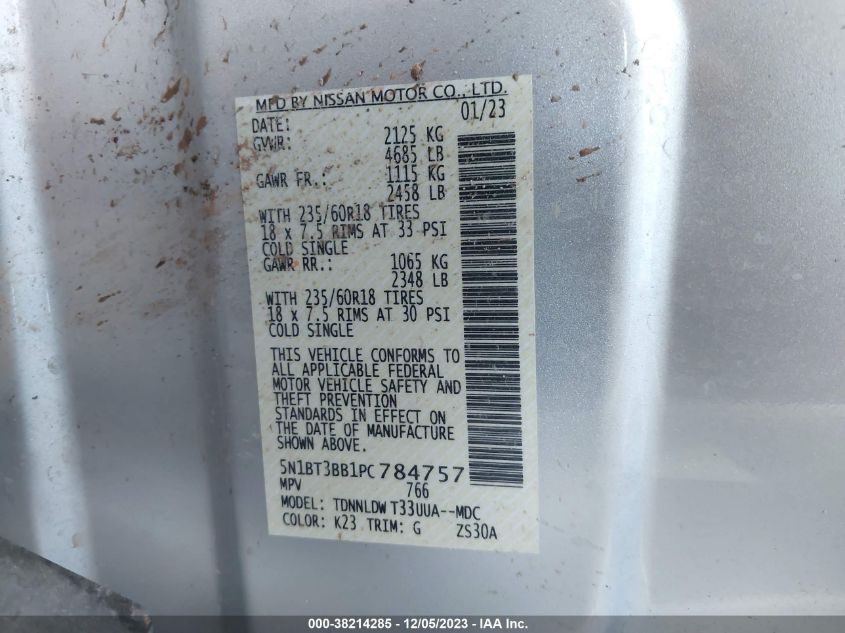 MFD BY NISSAN MOTOR CO., LTD.
DATE: 01/23
GVWR: 2125 KG
4685 LB
GAWR FR.: 1115 KG
2458 LB
WITH 235/60R18 TIRES
18 x 7.5 RIMS AT 33 PSI
COLD SINGLE
GAWR RR.: 1065 KG
2348 LB
WITH 235/60R18 TIRES
18 x 7.5 RIMS AT 30 PSI
COLD SINGLE
THIS VEHICLE CONFORMS TO
ALL APPLICABLE FEDERAL
MOTOR VEHICLE SAFETY AND
THEFT PREVENTION
STANDARDS IN EFFECT ON
THE DATE OF MANUFACTURE
SHOWN ABOVE.
5N1BT3BB1PC784757
MPV 766
MODEL: TDNNLDW T33UUA--MDC
COLOR: K23 TRIM: G ZS30A
000-38214285 - 12/05/2023 - IAA Inc.